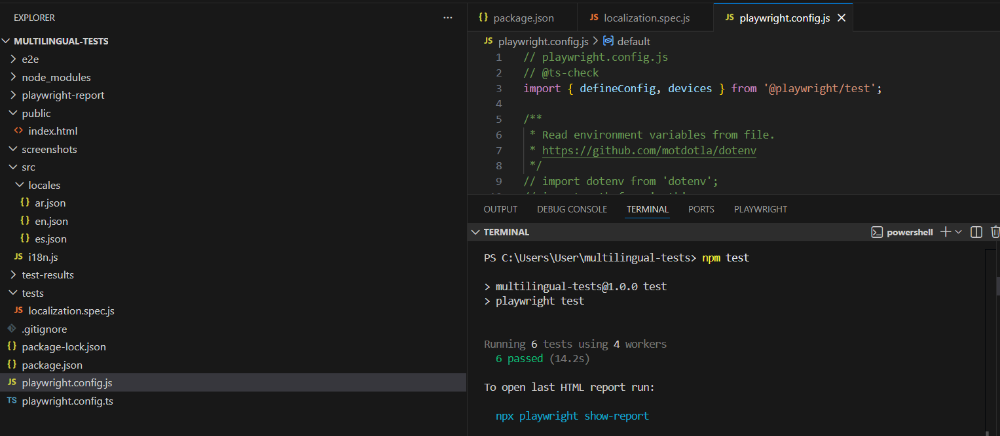 EXPLORER
MULTILINGUAL-TESTS
e2e
node_modules
playwright-report
public
index.html
screenshots
src
locales
{} ar.json
{} en.json
{} es.json
JS i18n.js
test-results
tests
JS localization.spec.js
.gitignore
{} package-lock.json
{} package.json
JS playwright.config.js
TS playwright.config.ts
{} package.json JS localization.spec.js JS playwright.config.js
JS playwright.config.js > default
1 // playwright.config.js
2 // @ts-check
3 import { defineConfig, devices } from '@playwright/test';
4
5 /**
6 * Read environment variables from file.
7 * https://github.com/motdotla/dotenv
8 */
9 // import dotenv from 'dotenv';
OUTPUT DEBUG CONSOLE TERMINAL PORTS PLAYWRIGHT
TERMINAL powershell
PS C:\Users\User\multilingual-tests> npm test
> multilingual-tests@1.0.0 test
> playwright test
Running 6 tests using 4 workers
6 passed (14.2s)
To open last HTML report run:
npx playwright show-report